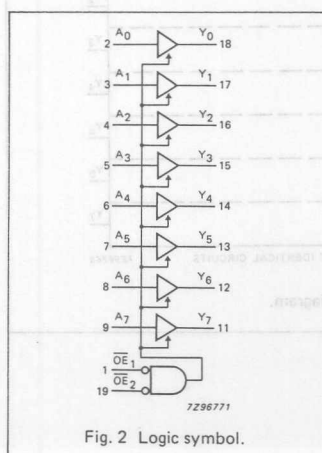 A0 Y0
2 18
A1 Y1
3 17
A2 Y2
4 16
A3 Y3
5 15
A4 Y4
6 14
A5 Y5
7 13
A6 Y6
8 12
A7 Y7
9 11
OE1
1
OE2
19
7Z96771
Fig. 2 Logic symbol.
IDENTICAL CIRCUITS